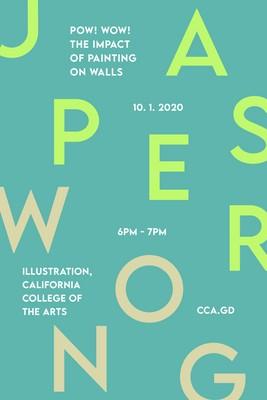 J A
POW! WOW!
THE IMPACT
OF PAINTING
ON WALLS
10. 1. 2020
P E S
R
6PM – 7PM
W O
ILLUSTRATION,
CALIFORNIA
COLLEGE OF
THE ARTS
CCA.GD
N G